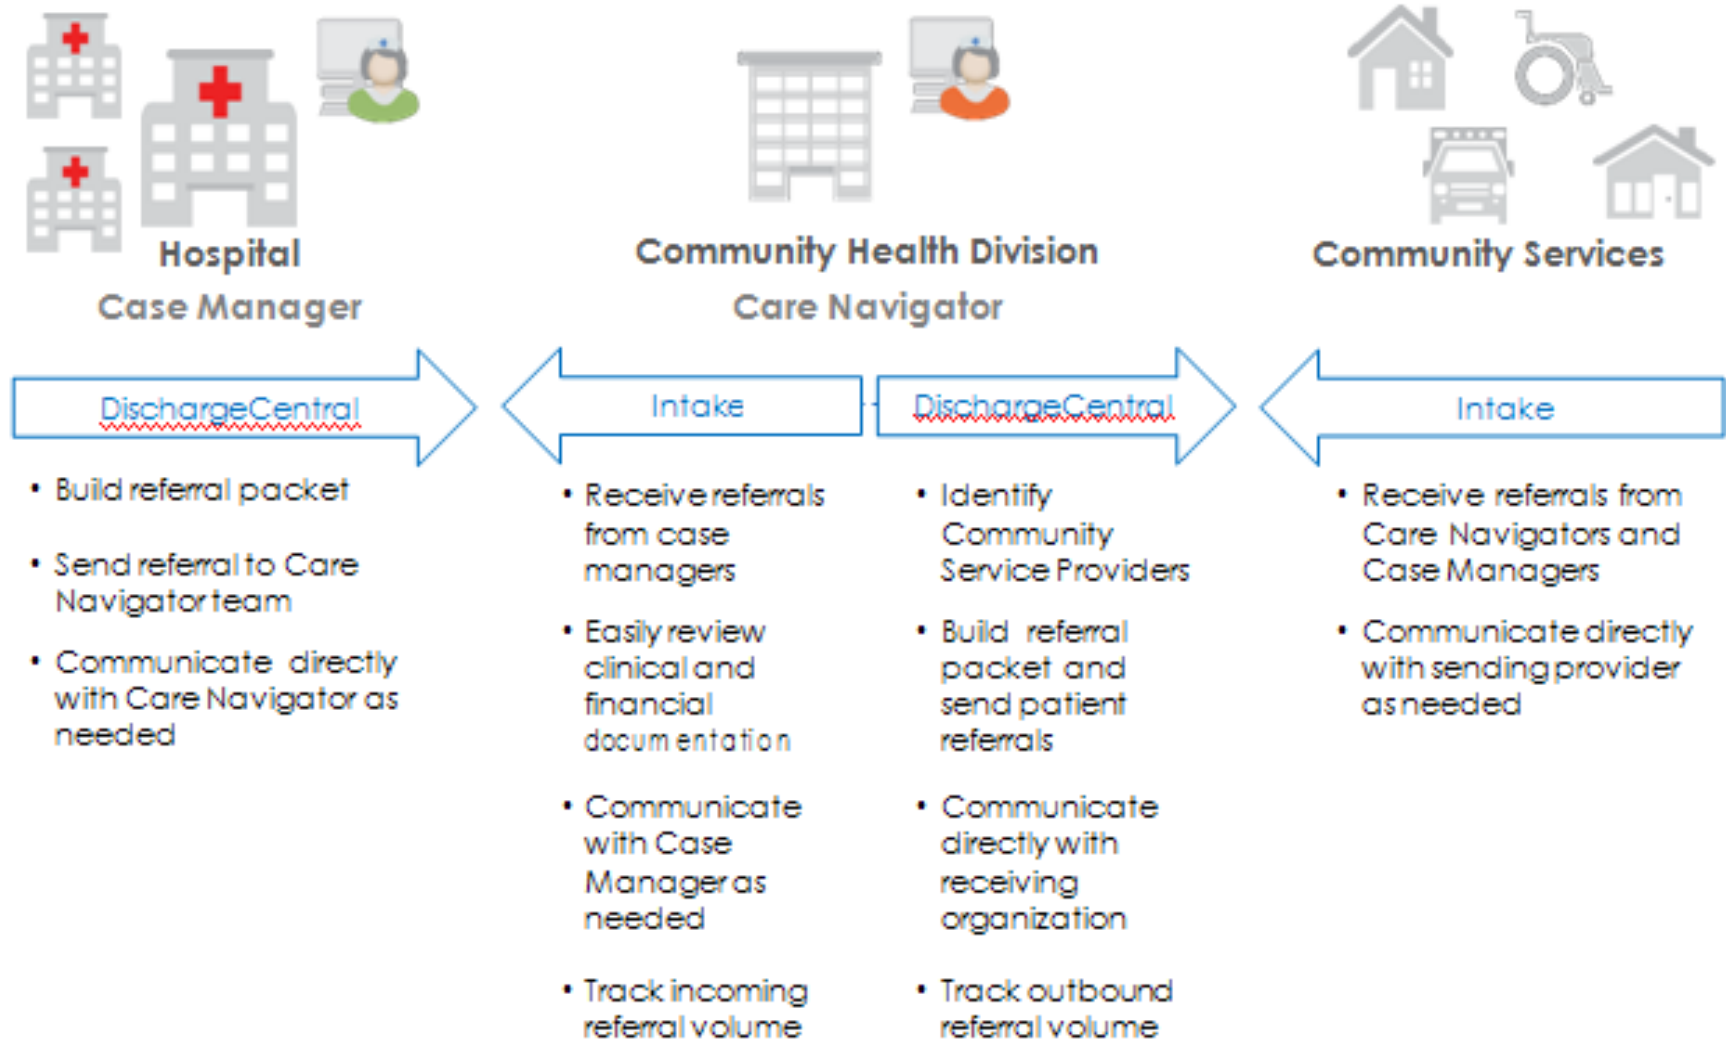 Hospital
Case Manager
Community Health Division
Care Navigator
Community Services
DischargeCentral
Intake
DischargeCentral
Intake
• Build referral packet
• Send referral to Care
Navigator team
• Communicate directly
with Care Navigator as
needed
• Receive referrals
from case
managers
• Easily review
clinical and
financial
documentation
• Communicate
with Case
Manager as
needed
• Track incoming
referral volume
• Identify
Community
Service Providers
• Build referral
packet and
send patient
referrals
• Communicate
directly with
receiving
organization
• Track outbound
referral volume
• Receive referrals from
Care Navigators and
Case Managers
• Communicate directly
with sending provider
as needed